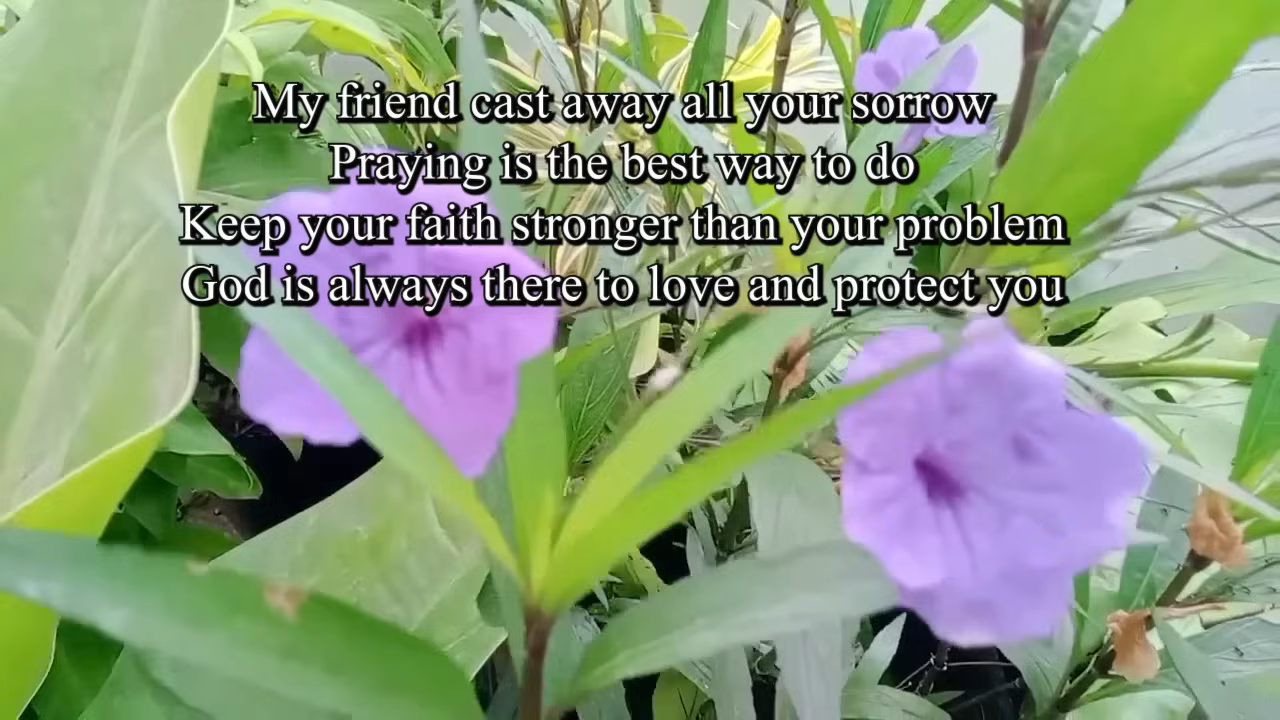 My friend cast away all your sorrow
Praying is the best way to do
Keep your faith stronger than your problem
God is always there to love and protect you